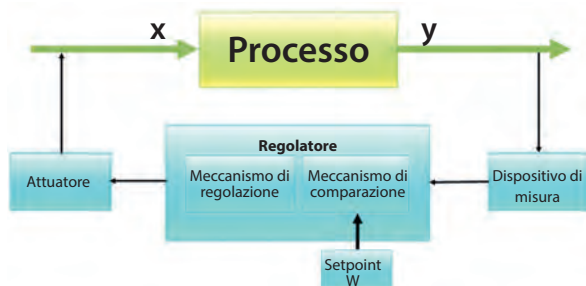 x
Processo
y
Regolatore
Attuatore
Meccanismo di
regolazione
Meccanismo di
comparazione
Dispositivo di
misura
Setpoint
W